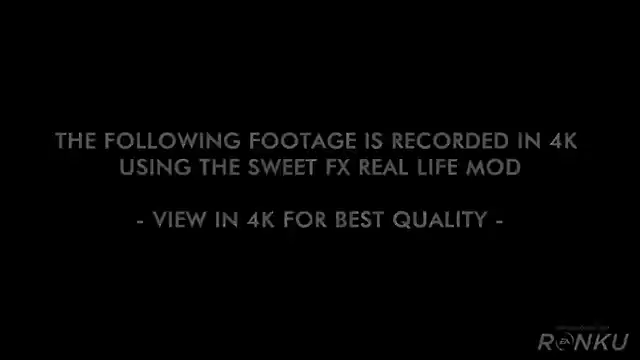 THE FOLLOWING FOOTAGE IS RECORDED IN 4K
USING THE SWEET FX REAL LIFE MOD
- VIEW IN 4K FOR BEST QUALITY -
RONKU